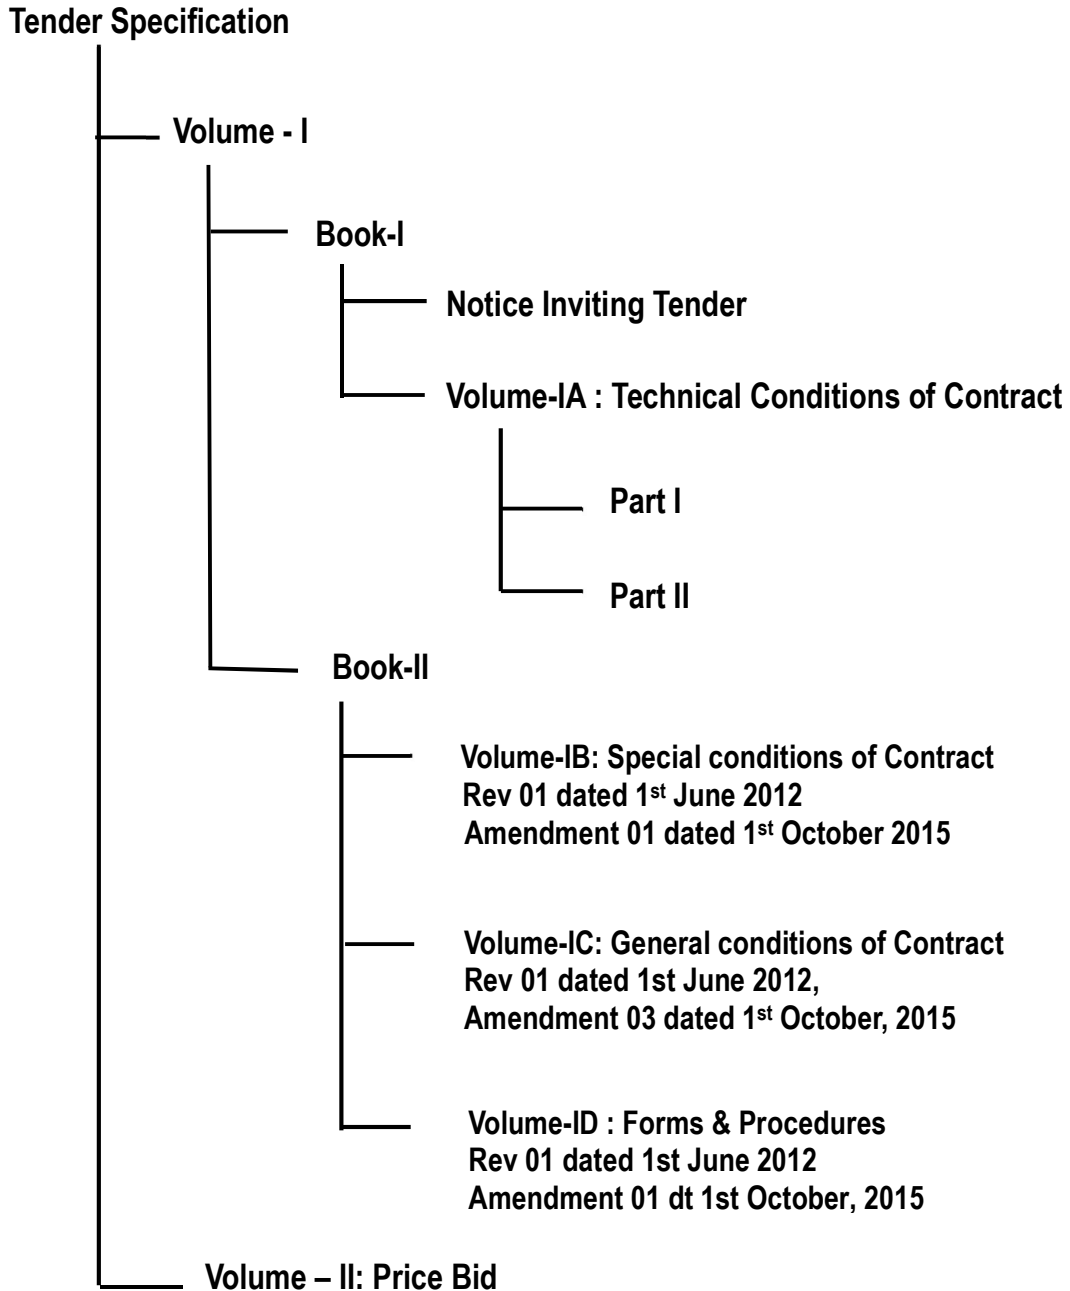 Tender Specification
Volume - I
Book-I
Notice Inviting Tender
Volume-IA : Technical Conditions of Contract
Part I
Part II
Book-II
Volume-IB: Special conditions of Contract
Rev 01 dated 1st June 2012
Amendment 01 dated 1st October 2015
Volume-IC: General conditions of Contract
Rev 01 dated 1st June 2012,
Amendment 03 dated 1st October, 2015
Volume-ID : Forms & Procedures
Rev 01 dated 1st June 2012
Amendment 01 dt 1st October, 2015
Volume – II: Price Bid